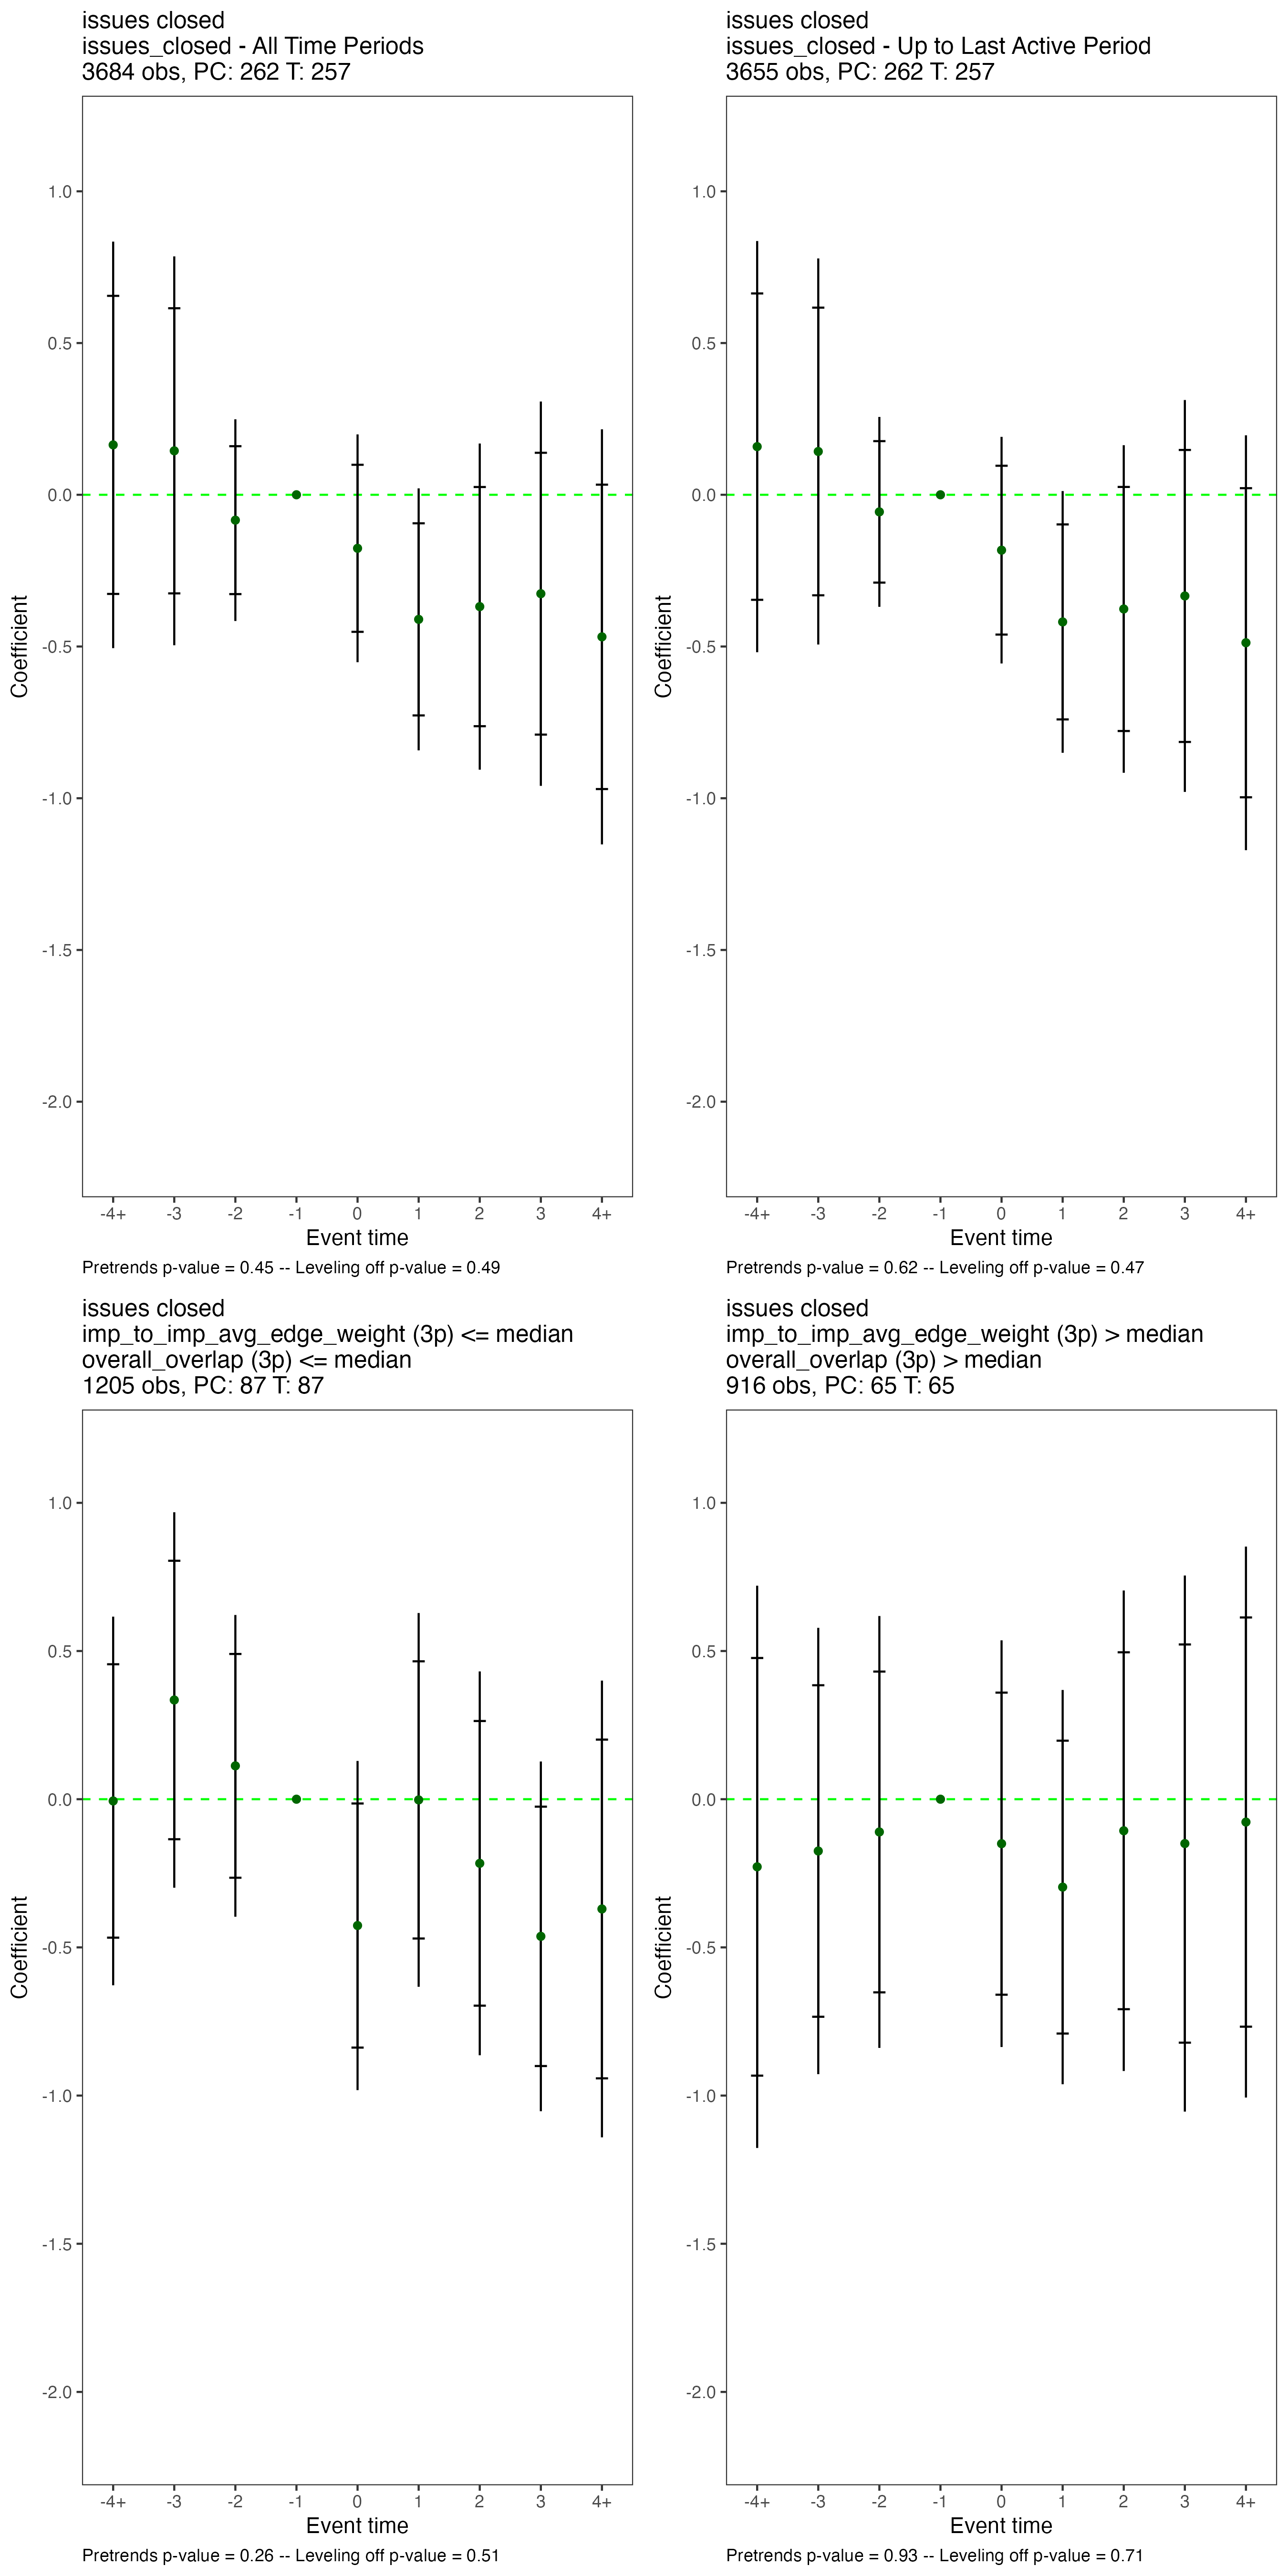 issues closed
issues_closed - All Time Periods
3684 obs, PC: 262 T: 257
1.0
0.5
0.0
-0.5
-1.0
-1.5
-2.0
Coefficient
-4+ -3 -2 -1 0 1 2 3 4+
Event time
Pretrends p-value = 0.45 -- Leveling off p-value = 0.49
issues closed
issues_closed - Up to Last Active Period
3655 obs, PC: 262 T: 257
1.0
0.5
0.0
-0.5
-1.0
-1.5
-2.0
Coefficient
-4+ -3 -2 -1 0 1 2 3 4+
Event time
Pretrends p-value = 0.62 -- Leveling off p-value = 0.47
issues closed
imp_to_imp_avg_edge_weight (3p) <= median
overall_overlap (3p) <= median
1205 obs, PC: 87 T: 87
1.0
0.5
0.0
-0.5
-1.0
-1.5
-2.0
Coefficient
-4+ -3 -2 -1 0 1 2 3 4+
Event time
Pretrends p-value = 0.26 -- Leveling off p-value = 0.51
issues closed
imp_to_imp_avg_edge_weight (3p) > median
overall_overlap (3p) > median
916 obs, PC: 65 T: 65
1.0
0.5
0.0
-0.5
-1.0
-1.5
-2.0
Coefficient
-4+ -3 -2 -1 0 1 2 3 4+
Event time
Pretrends p-value = 0.93 -- Leveling off p-value = 0.71